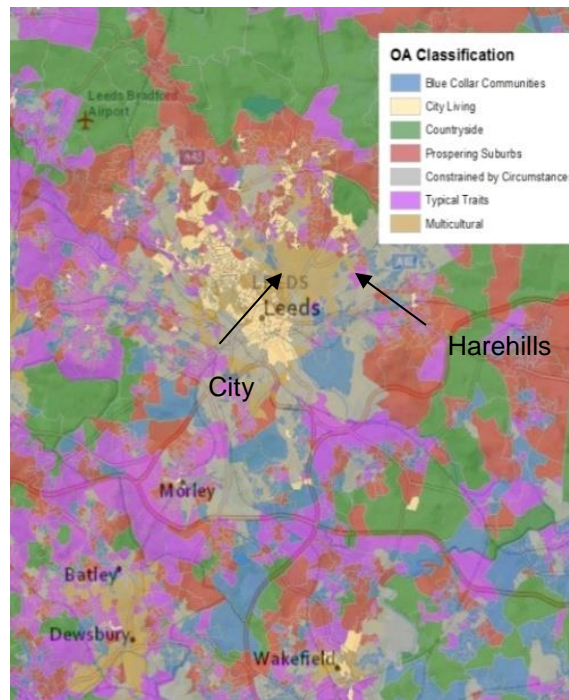 OA Classification
Blue Collar Communities
City Living
Countryside
Prospering Suburbs
Constrained by Circumstance
Typical Traits
Multicultural
Leeds Bradford
Airport
LEEDS
Leeds
Harehills
City
Morley
Batley
Dewsbury
Wakefield